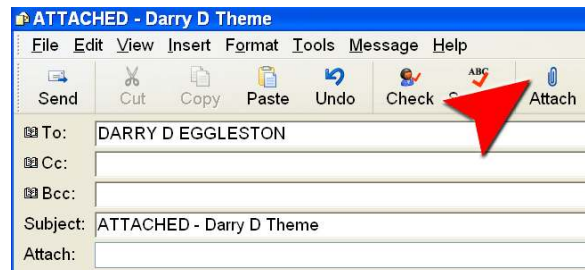 ATTACHED - Darry D Theme
File Edit View Insert Format Tools Message Help
ABC
Send Cut Copy Paste Undo Check Attach
To: DARRY D EGGLESTON
Cc:
Bcc:
Subject: ATTACHED - Darry D Theme
Attach: